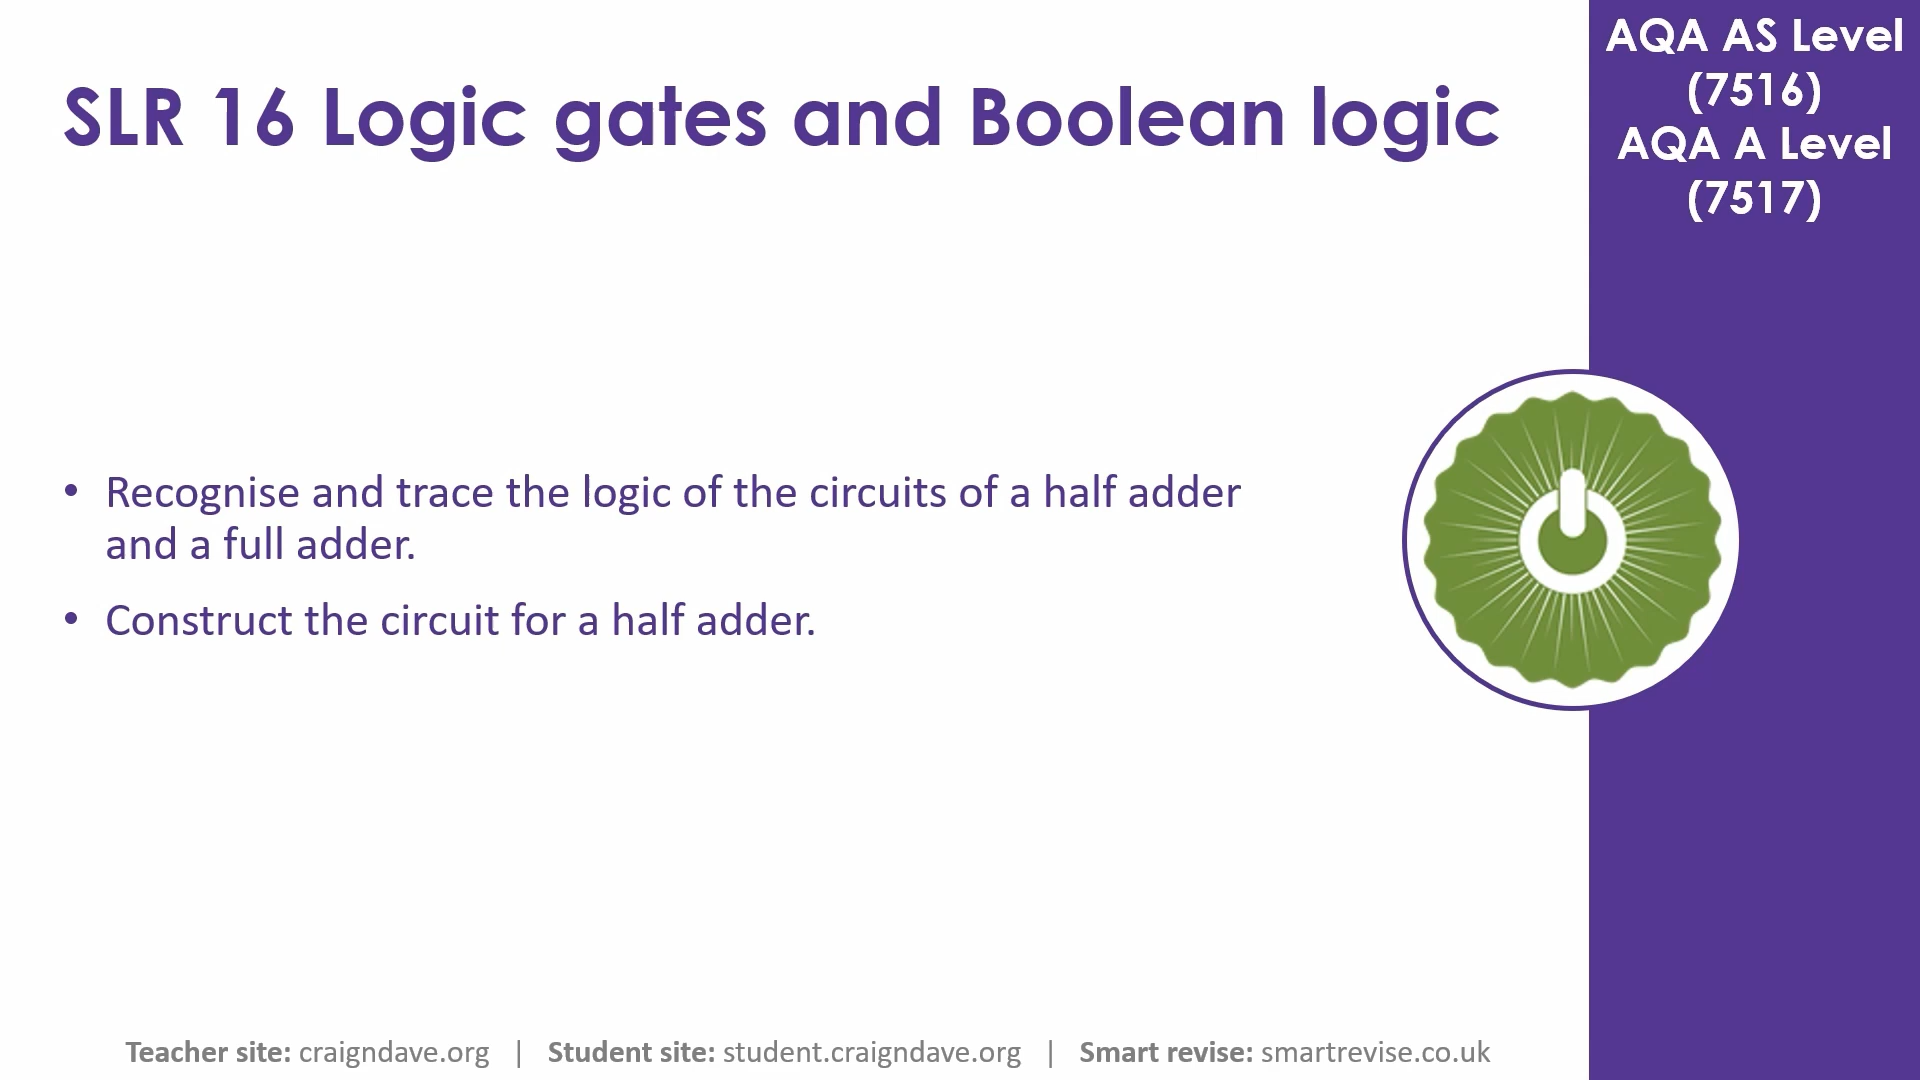 SLR 16 Logic gates and Boolean logic
AQA AS Level
(7516)
AQA A Level
(7517)
• Recognise and trace the logic of the circuits of a half adder
and a full adder.
• Construct the circuit for a half adder.
Teacher site: craigndave.org | Student site: student.craigndave.org | Smart revise: smartrevise.co.uk